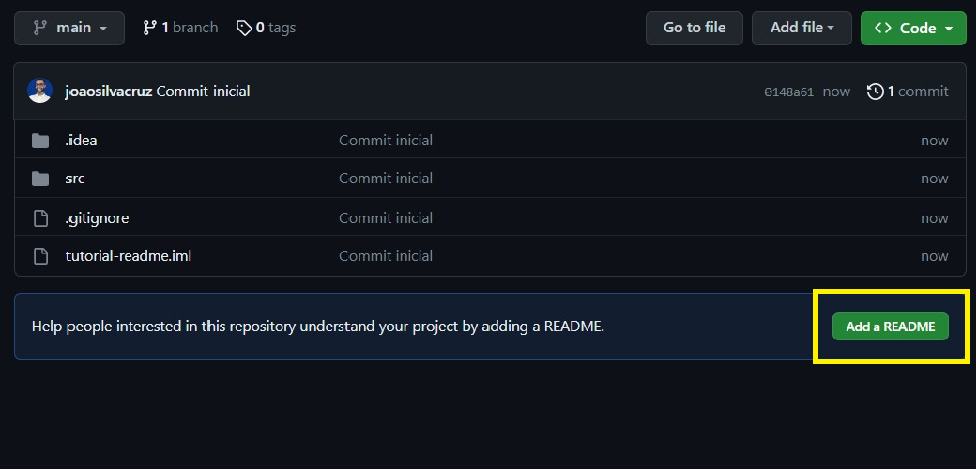 main 1 branch 0 tags Go to file Add file Code
joaosilvacruz Commit inicial 0148a61 now 1 commit
.idea Commit inicial now
src Commit inicial now
.gitignore Commit inicial now
tutorial-readme.iml Commit inicial now
Help people interested in this repository understand your project by adding a README. Add a README